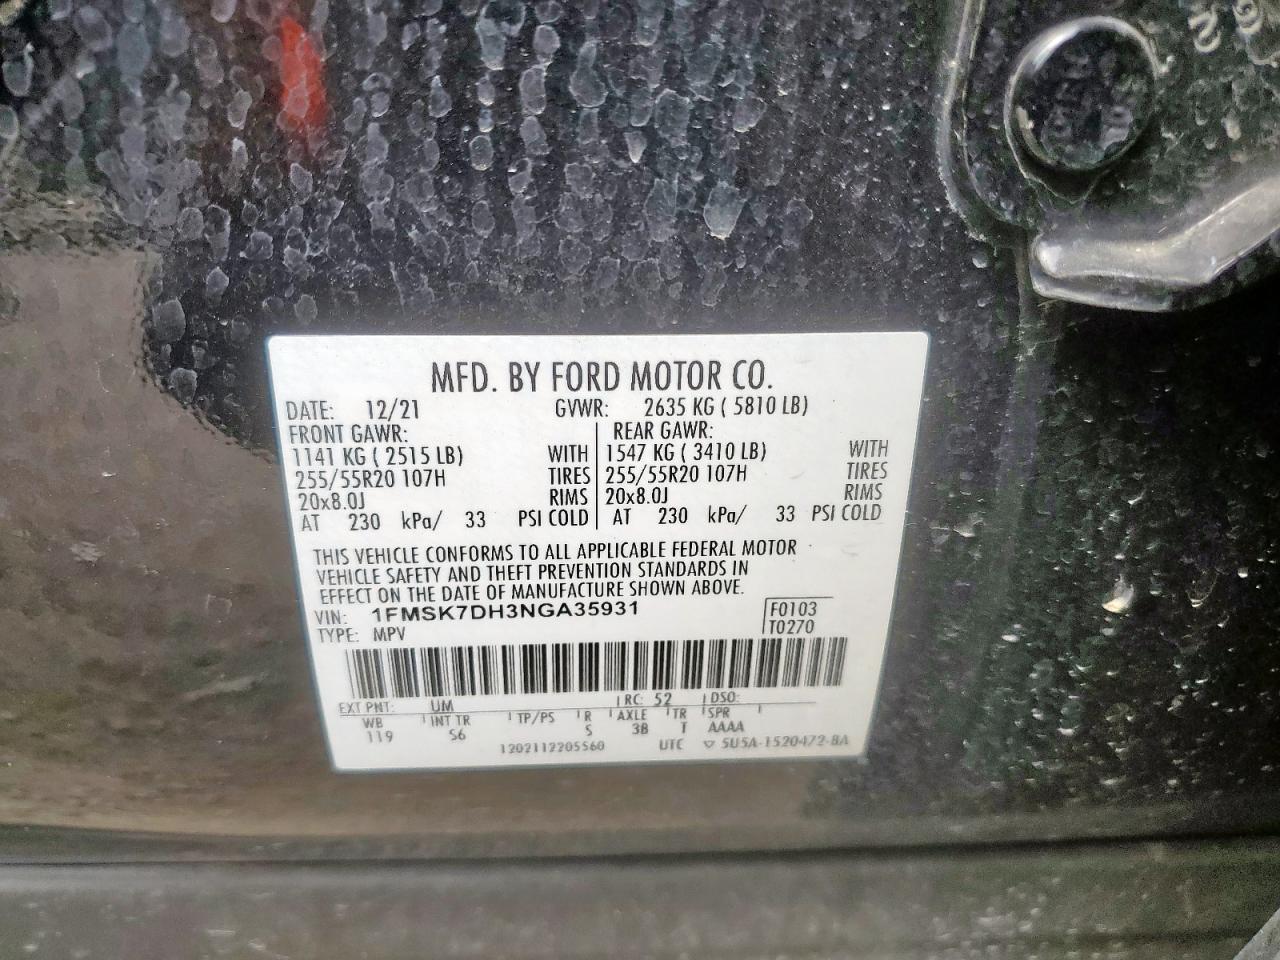 MFD. BY FORD MOTOR CO.
DATE: 12/21 GVWR: 2635 KG ( 5810 LB)
FRONT GAWR: REAR GAWR:
1141 KG ( 2515 LB) WITH 1547 KG ( 3410 LB) WITH
255/55R20 107H TIRES 255/55R20 107H TIRES
20x8.0J RIMS 20x8.0J RIMS
AT 230 kPa/ 33 PSI COLD AT 230 kPa/ 33 PSI COLD
THIS VEHICLE CONFORMS TO ALL APPLICABLE FEDERAL MOTOR
VEHICLE SAFETY AND THEFT PREVENTION STANDARDS IN
EFFECT ON THE DATE OF MANUFACTURE SHOWN ABOVE.
VIN: 1FMSK7DH3NGA35931 F0103
TYPE: MPV T0270
EXT PNT: UM RC: 52 DSO:
WB INT TR TP/PS R AXLE TR SPR
119 S6 S 3B T AAAA
1202112205560 UTC ▽ 5U5A-1520472-BA